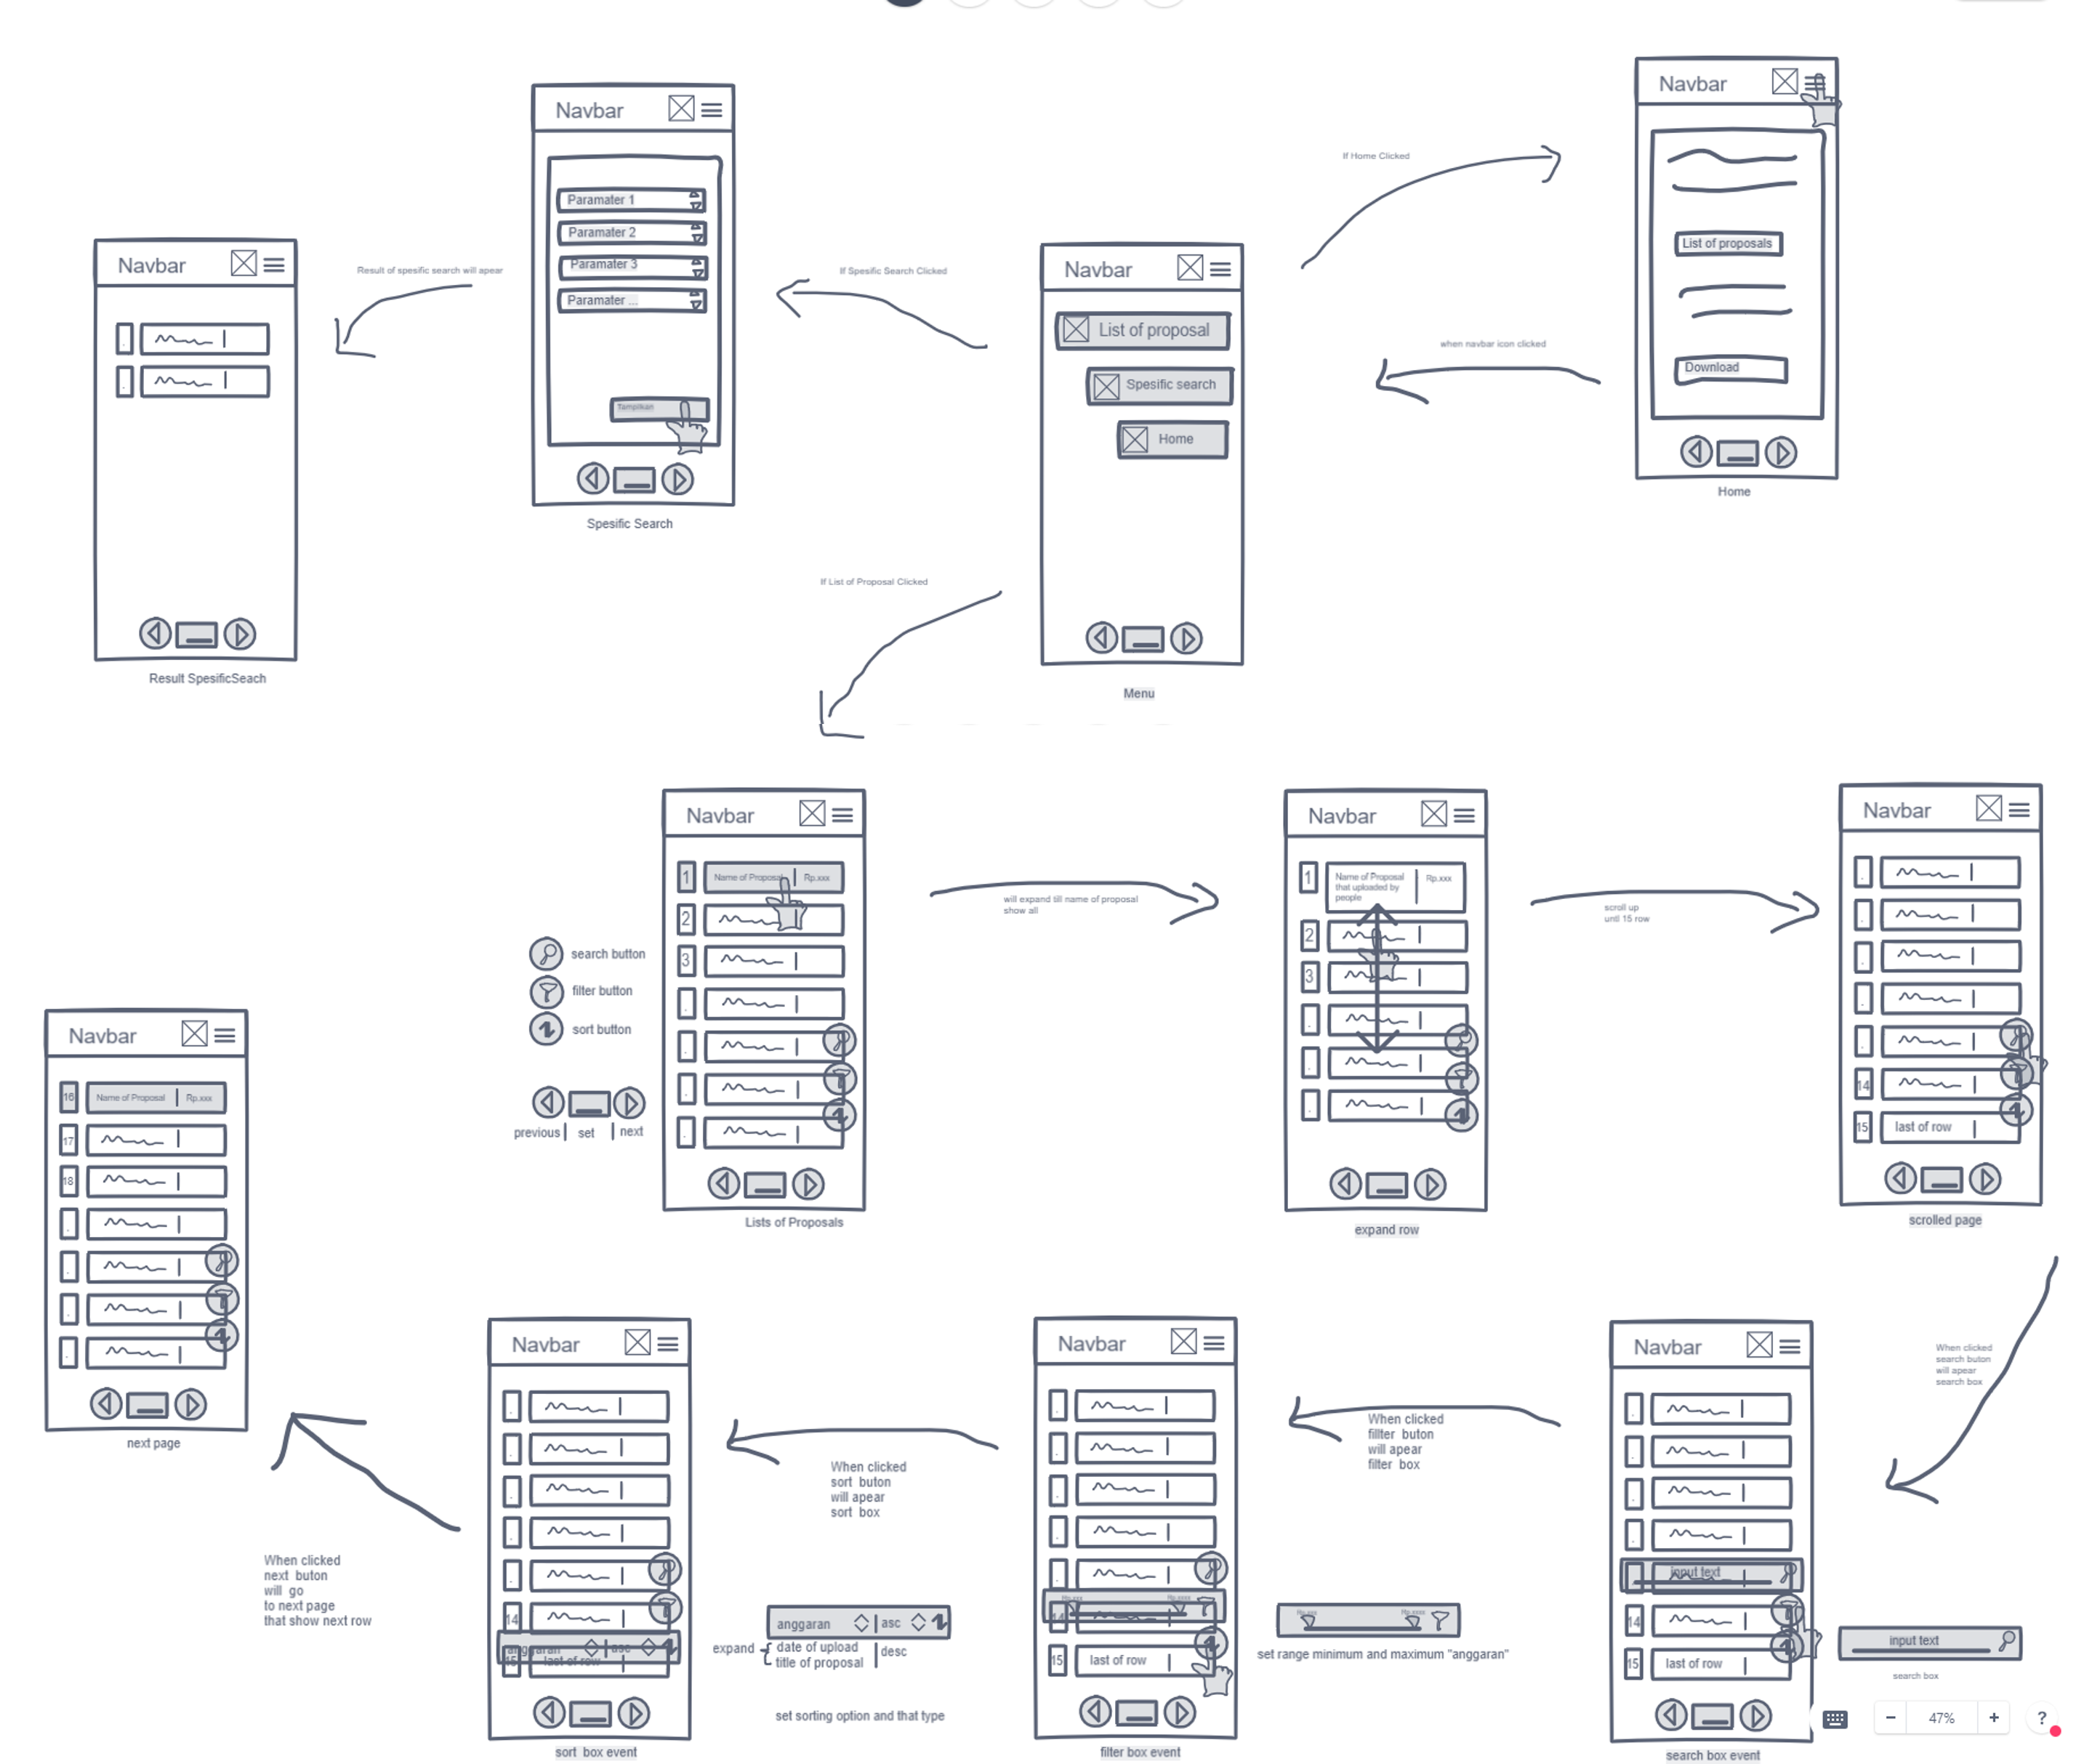 Navbar
List of proposals
Download
Home
If Home Clicked
when navbar icon clicked
Navbar
Paramater 1
Paramater 2
Paramater 3
Paramater ...
Tampilkan
Spesific Search
Navbar
Result SpesificSeach
Result of spesific search will apear
If Spesific Search Clicked
Navbar
List of proposal
Spesific search
Home
Menu
If List of Proposal Clicked
Navbar
1
Name of Proposal
Rp.xxx
2
3
Lists of Proposals
search button
filter button
sort button
previous
set
next
will expand till name of proposal
show all
Navbar
1
Name of Proposal
that uploaded by
people
Rp.xxx
2
3
expand row
scroll up
until 15 row
Navbar
14
15
last of row
scrolled page
Navbar
16
Name of Proposal
Rp.xxx
17
18
next page
When clicked
search buton
will apear
search box
Navbar
input text
14
15
last of row
search box event
input text
search box
When clicked
fillter buton
will apear
filter box
Navbar
Rp.xxx
Rp.xxxx
14
15
last of row
filter box event
Rp.xxx
Rp.xxxx
set range minimum and maximum "anggaran"
When clicked
sort buton
will apear
sort box
Navbar
14
anggaran
asc
15
last of row
sort box event
anggaran
asc
expand
date of upload
title of proposal
desc
set sorting option and that type
When clicked
next buton
will go
to next page
that show next row
47%
?